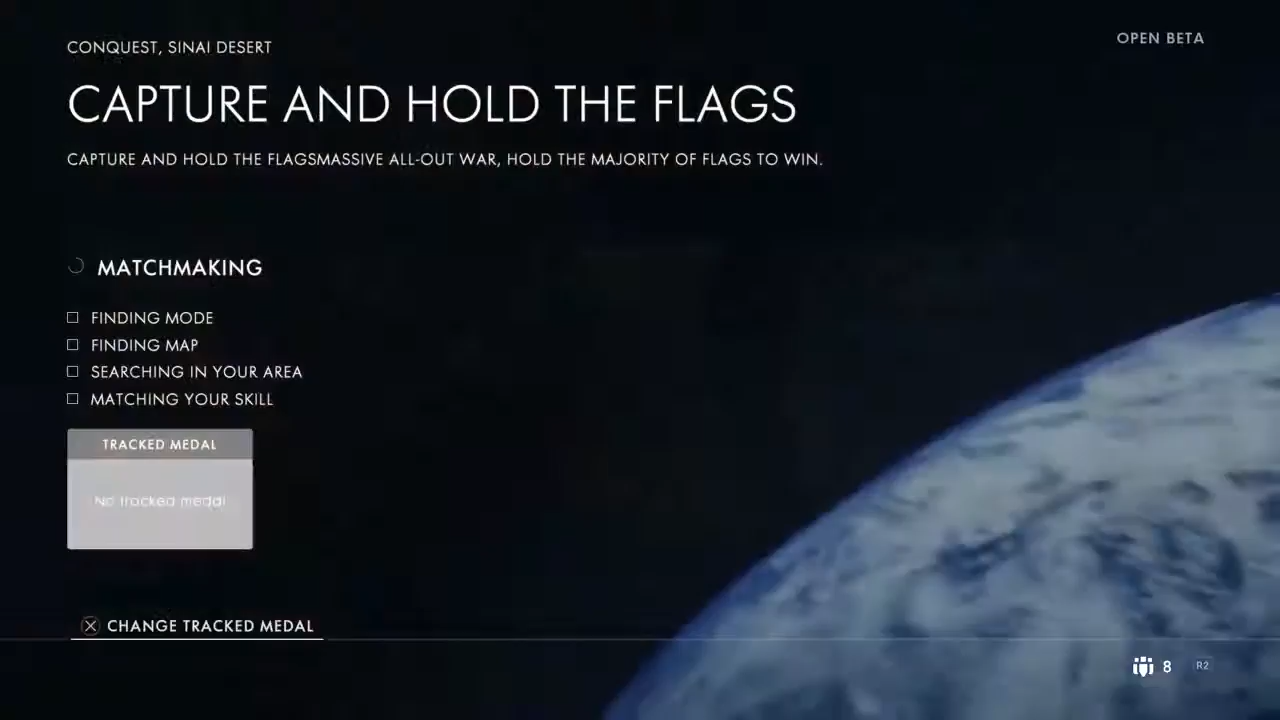 CONQUEST, SINAI DESERT
OPEN BETA
CAPTURE AND HOLD THE FLAGS
CAPTURE AND HOLD THE FLAGSMASSIVE ALL-OUT WAR, HOLD THE MAJORITY OF FLAGS TO WIN.
MATCHMAKING
FINDING MODE
FINDING MAP
SEARCHING IN YOUR AREA
MATCHING YOUR SKILL
TRACKED MEDAL
No tracked medal
CHANGE TRACKED MEDAL
8 R2